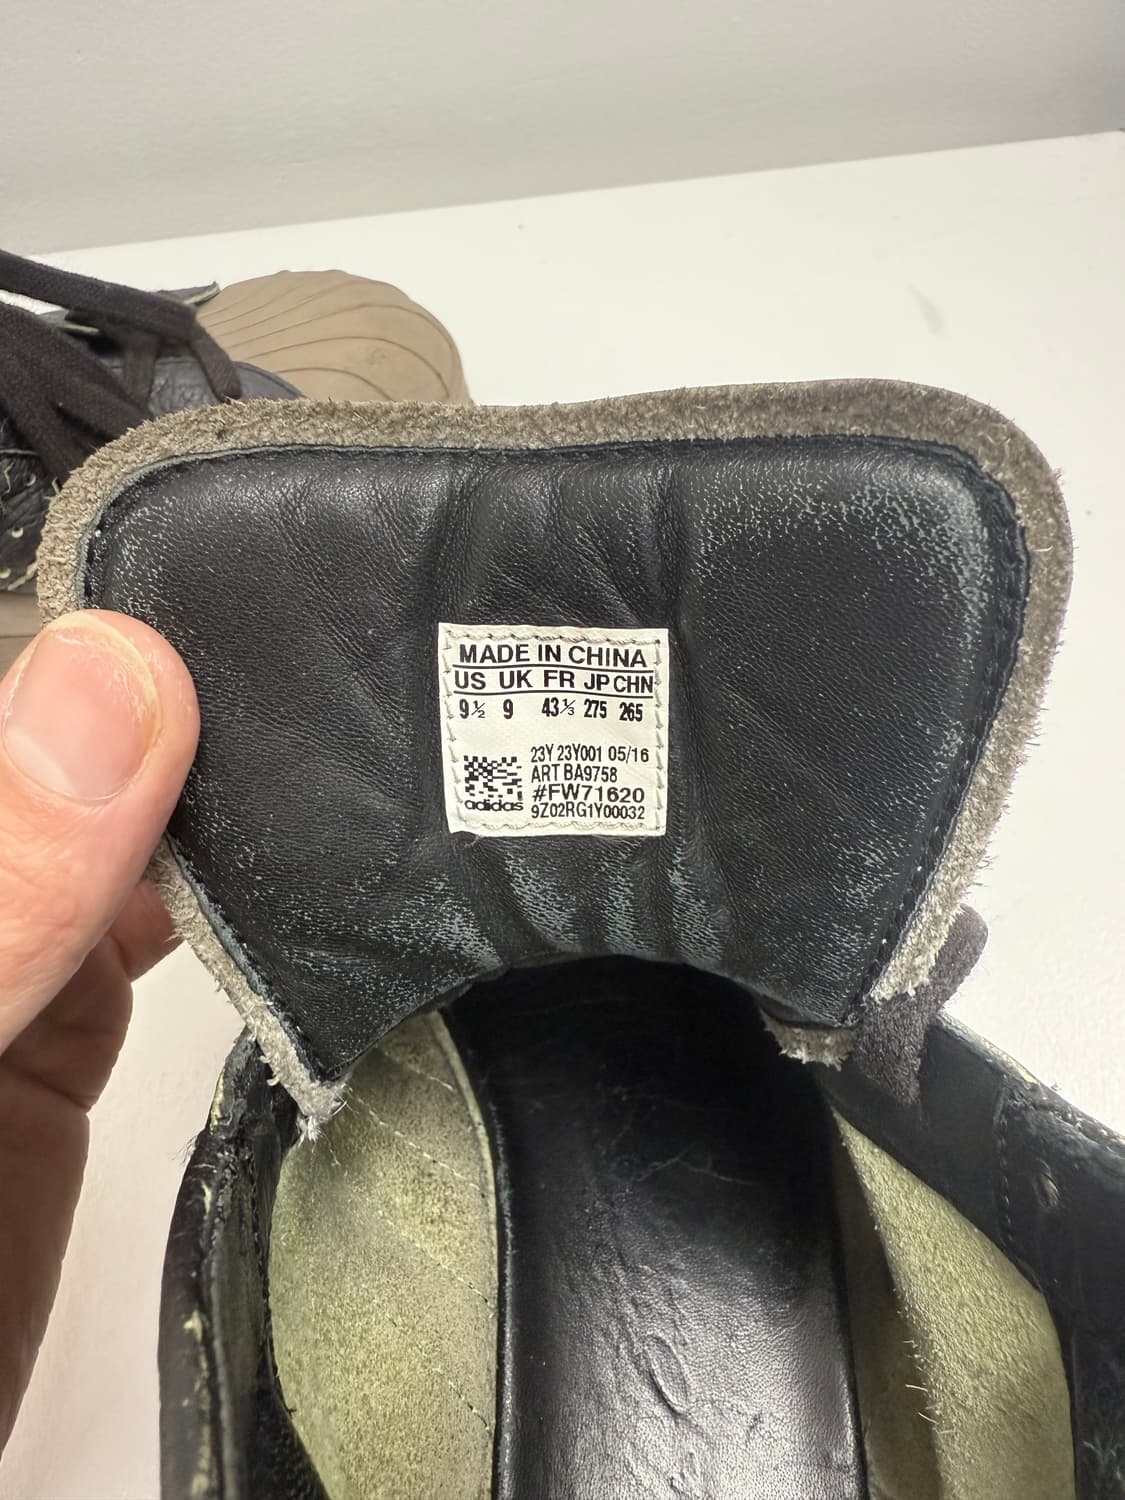 MADE IN CHINA
US UK FR JP CHN
9½ 9 43⅓ 275 265
23Y 23Y001 05/16
ART BA9758
#FW71620
adidas 9Z02RG1Y00032